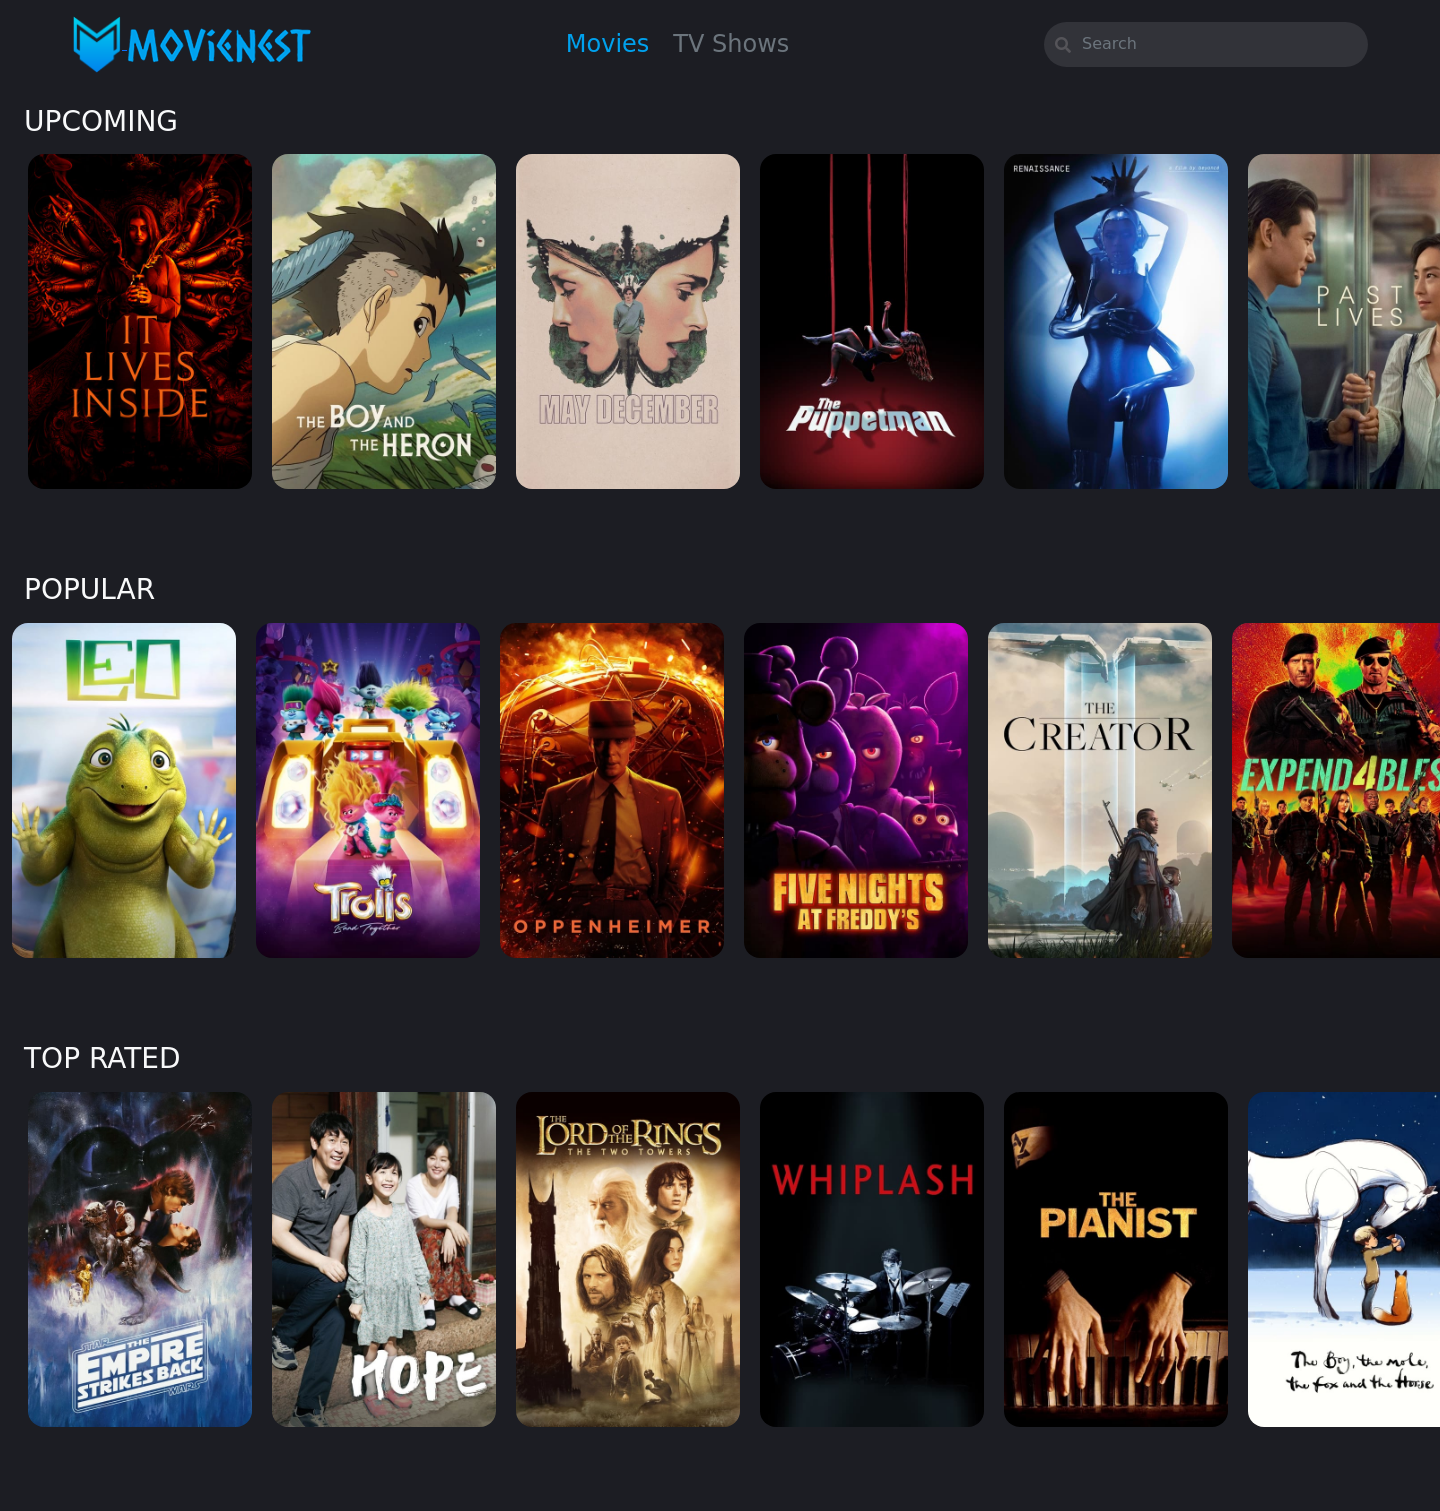 MOVIENEST
Movies TV Shows
Search
UPCOMING
IT
LIVES
INSIDE
THE BOY AND
THE HERON
MAY DECEMBER
The
Puppetman
RENAISSANCE
PAST
LIVES
POPULAR
LEO
Trolls
Band Together
OPPENHEIMER
FIVE NIGHTS
AT FREDDY'S
THE
CREATOR
EXPEND4BLES
TOP RATED
STAR THE
EMPIRE
STRIKES BACK
WARS
HOPE
THE
LORD OF THE RINGS
THE TWO TOWERS
WHIPLASH
THE
PIANIST
The Boy, the mole,
the fox and the Horse